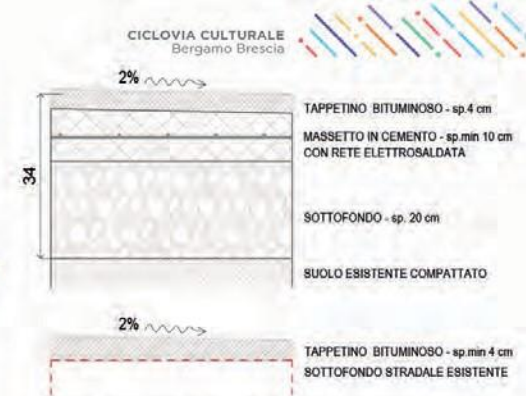 CICLOVIA CULTURALE
Bergamo Brescia
2%
TAPPETINO BITUMINOSO - sp.4 cm
MASSETTO IN CEMENTO - sp.min 10 cm
CON RETE ELETTROSALDATA
34
SOTTOFONDO - sp. 20 cm
SUOLO ESISTENTE COMPATTATO
2%
TAPPETINO BITUMINOSO - sp.min 4 cm
SOTTOFONDO STRADALE ESISTENTE